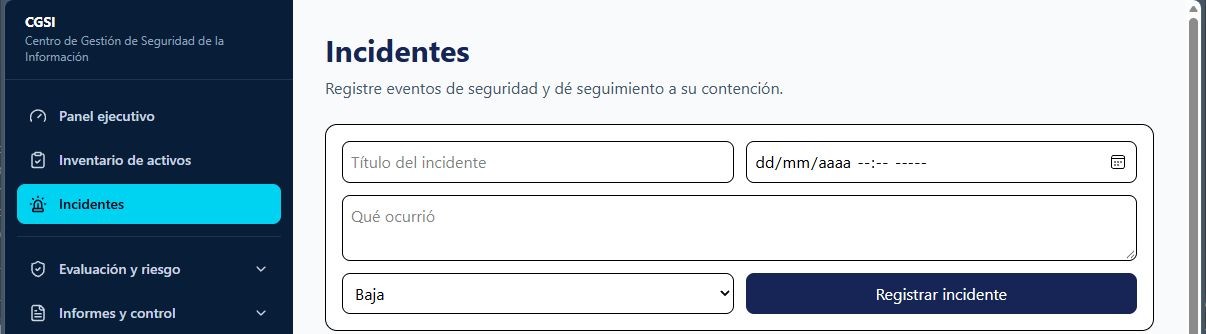 CGSI
Centro de Gestión de Seguridad de la
Información
Panel ejecutivo
Inventario de activos
Incidentes
Evaluación y riesgo
Informes y control
Incidentes
Registre eventos de seguridad y dé seguimiento a su contención.
Título del incidente
dd/mm/aaaa --:-- -----
Qué ocurrió
Baja
Registrar incidente